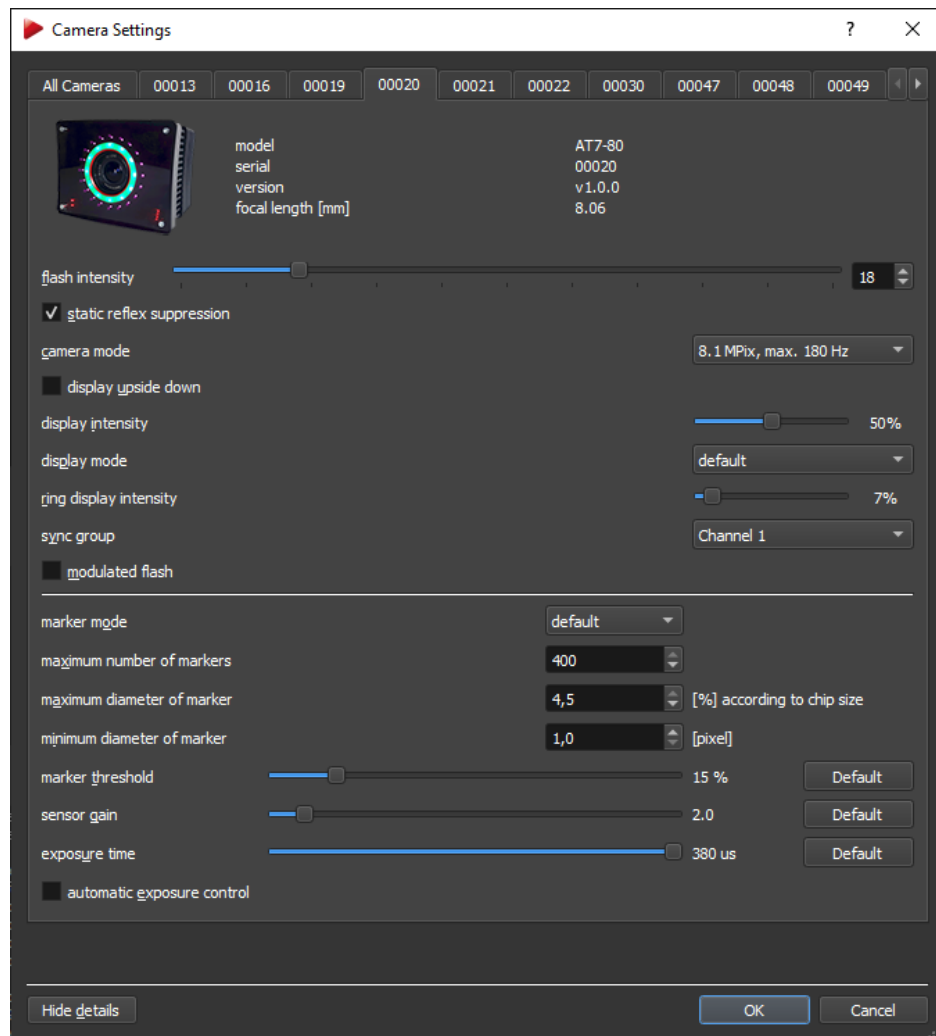 Camera Settings ? ×
All Cameras 00013 00016 00019 00020 00021 00022 00030 00047 00048 00049
model AT7-80
serial 00020
version v1.0.0
focal length [mm] 8.06
flash intensity 18
static reflex suppression
camera mode 8.1 MPix, max. 180 Hz
display upside down
display intensity 50%
display mode default
ring display intensity 7%
sync group Channel 1
modulated flash
marker mode default
maximum number of markers 400
maximum diameter of marker 4,5 [%] according to chip size
minimum diameter of marker 1,0 [pixel]
marker threshold 15 % Default
sensor gain 2.0 Default
exposure time 380 us Default
automatic exposure control
Hide details OK Cancel